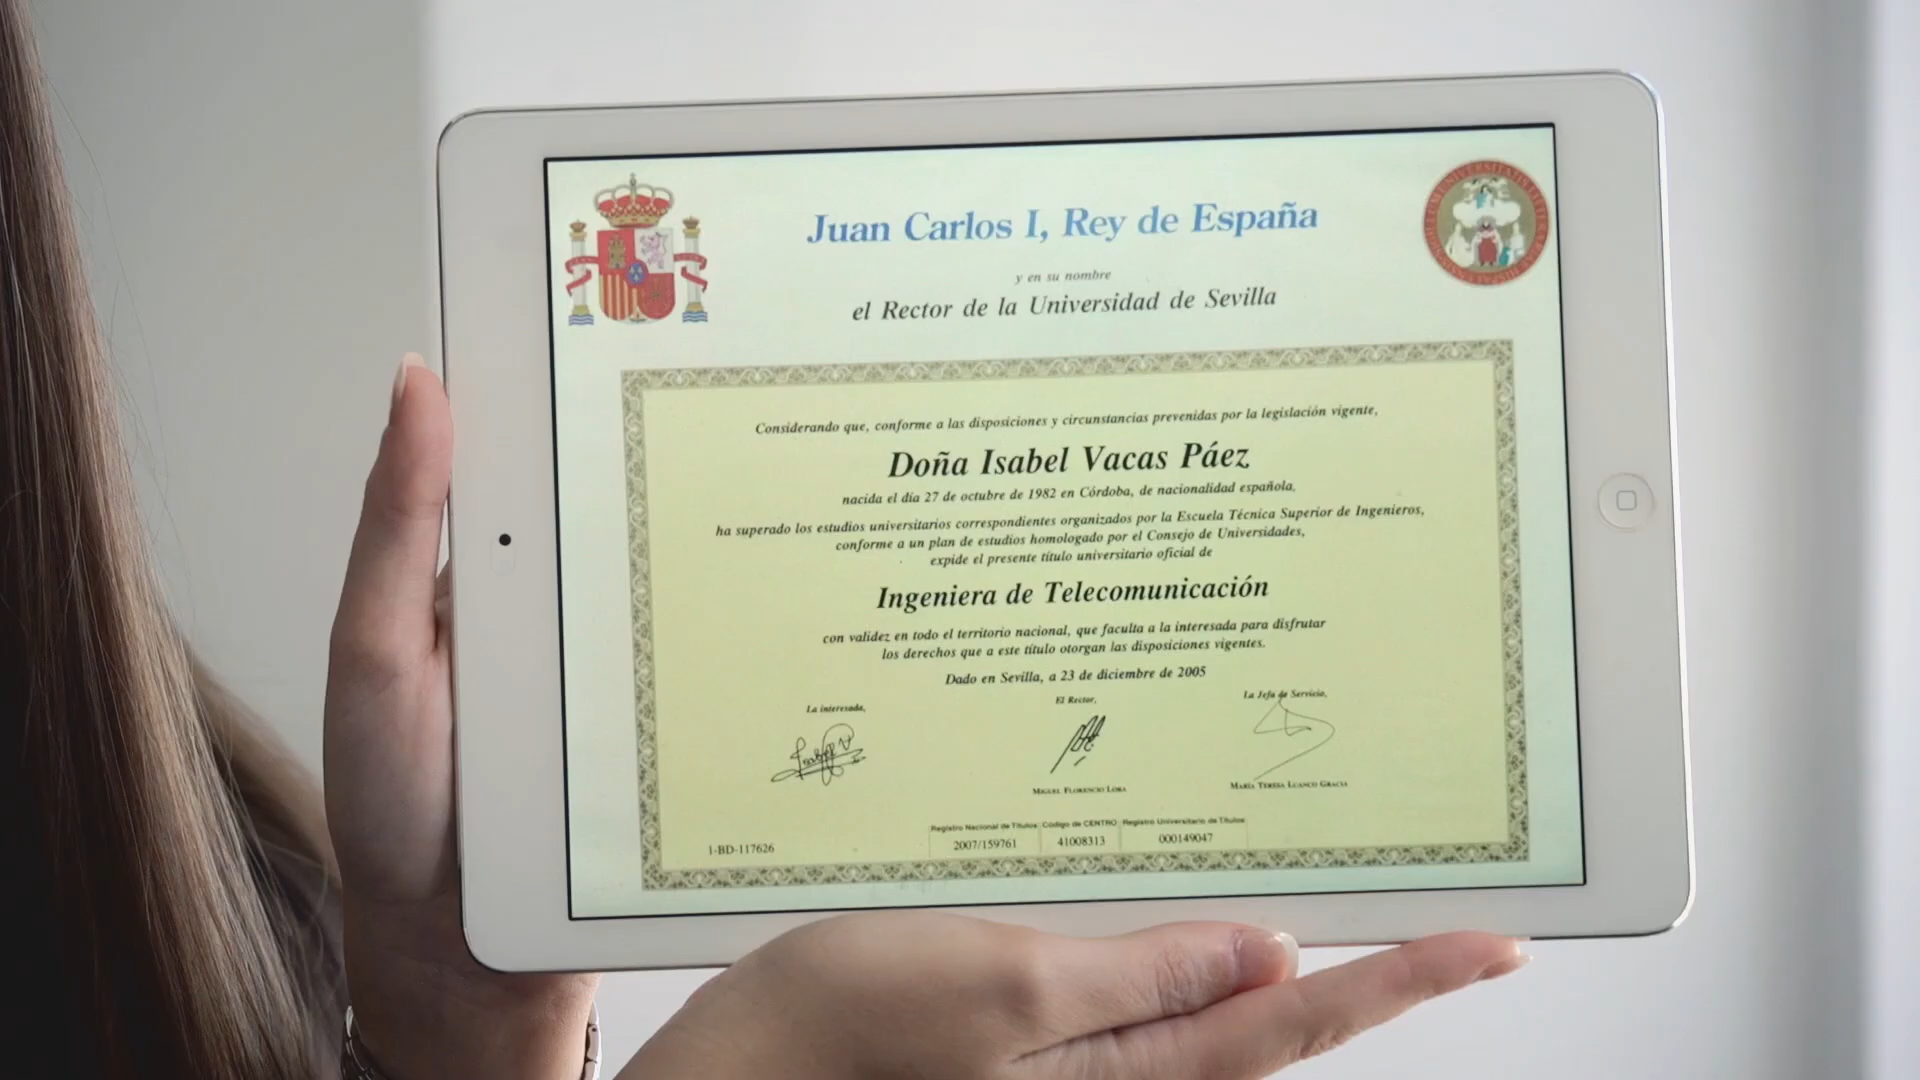 Juan Carlos I, Rey de España
y en su nombre
el Rector de la Universidad de Sevilla
Considerando que, conforme a las disposiciones y circunstancias prevenidas por la legislación vigente,
Doña Isabel Vacas Páez
nacida el día 27 de octubre de 1982 en Córdoba, de nacionalidad española,
ha superado los estudios universitarios correspondientes organizados por la Escuela Técnica Superior de Ingenieros,
conforme a un plan de estudios homologado por el Consejo de Universidades,
expide el presente título universitario oficial de
Ingeniera de Telecomunicación
con validez en todo el territorio nacional, que faculta a la interesada para disfrutar
los derechos que a este título otorgan las disposiciones vigentes.
Dado en Sevilla, a 23 de diciembre de 2005
La interesada, El Rector, La Jefa de Servicio,
Miguel Florencio Lora María Teresa Luanco Gracia
Registro Nacional de Títulos Código de CENTRO Registro Universitario de Títulos
1-BD-117626 2007/159761 41008313 000149047